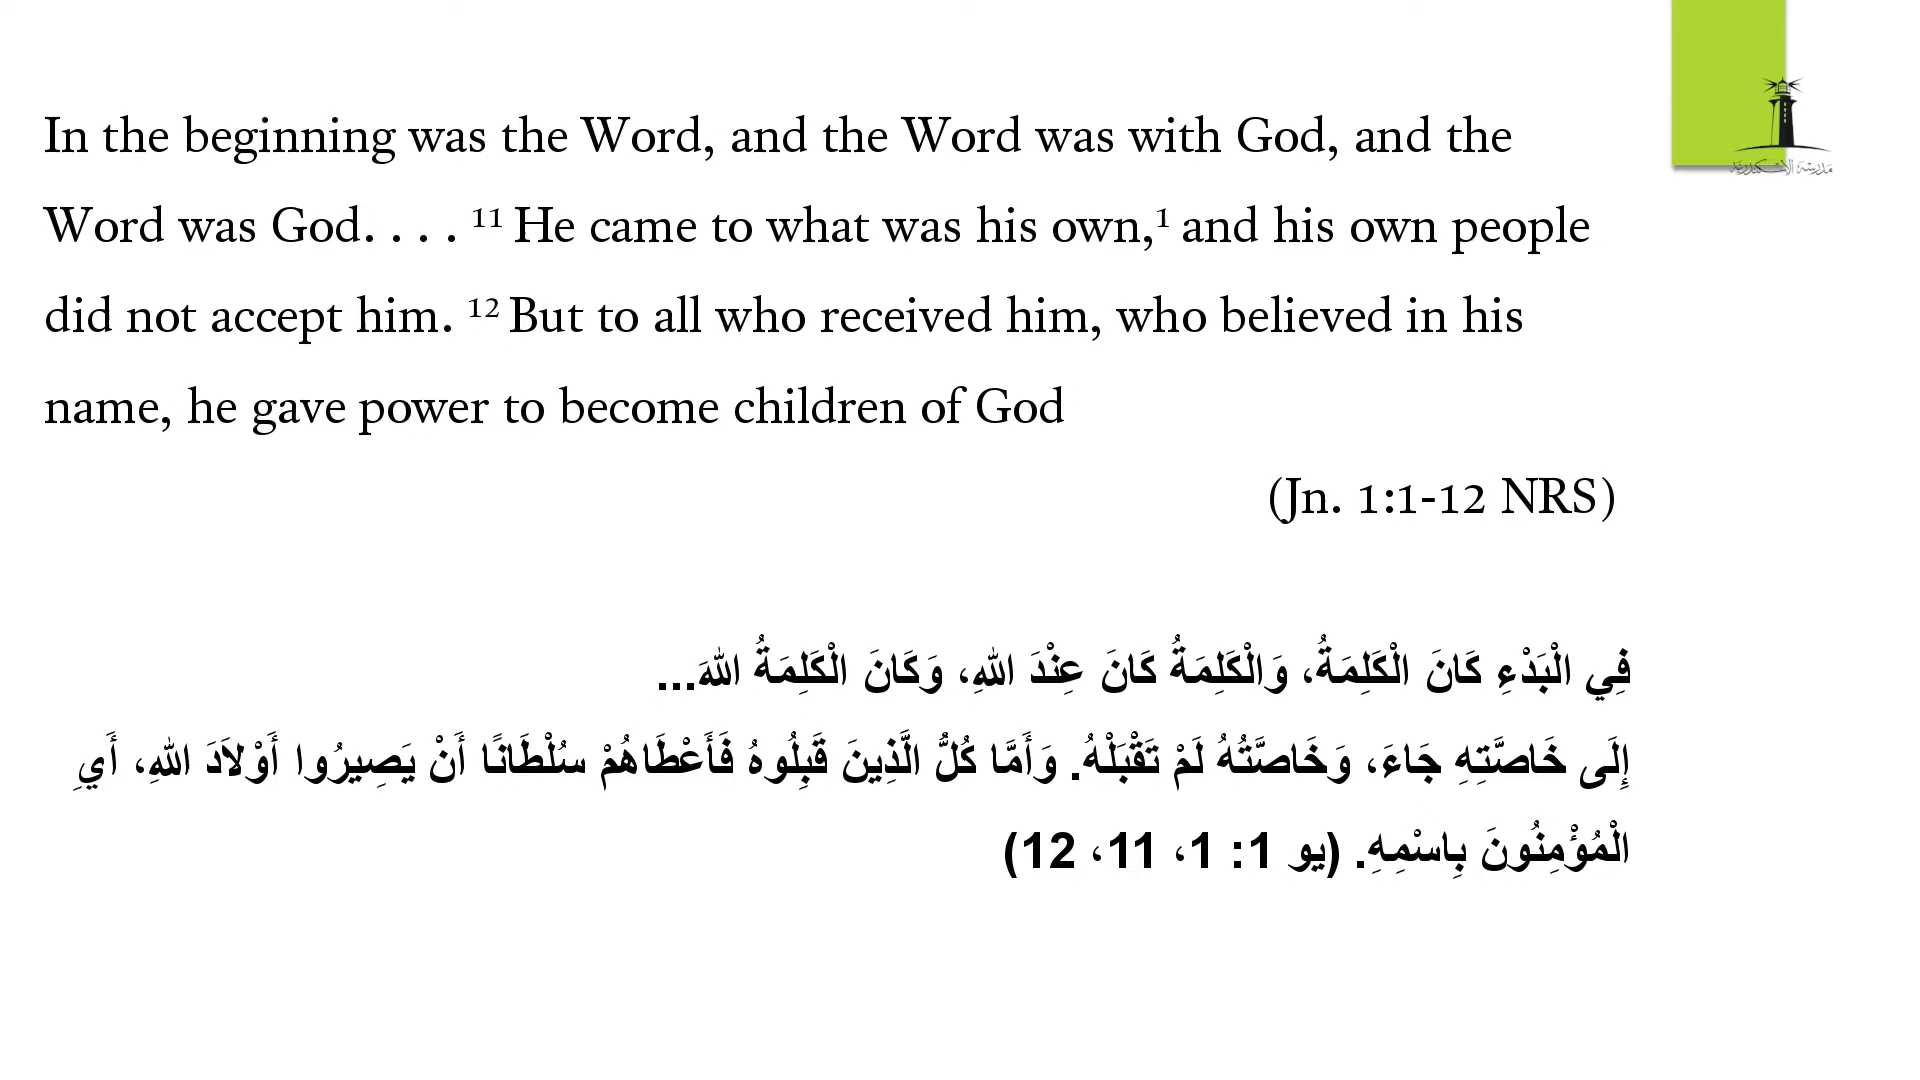 In the beginning was the Word, and the Word was with God, and the
Word was God. . . . ¹¹ He came to what was his own,¹ and his own people
did not accept him. ¹² But to all who received him, who believed in his
name, he gave power to become children of God
(Jn. 1:1-12 NRS)
فِي الْبَدْءِ كَانَ الْكَلِمَةُ، وَالْكَلِمَةُ كَانَ عِنْدَ اللهِ، وَكَانَ الْكَلِمَةُ اللهَ...
إِلَى خَاصَّتِهِ جَاءَ، وَخَاصَّتُهُ لَمْ تَقْبَلْهُ. وَأَمَّا كُلُّ الَّذِينَ قَبِلُوهُ فَأَعْطَاهُمْ سُلْطَانًا أَنْ يَصِيرُوا أَوْلاَدَ اللهِ، أَيِ
الْمُؤْمِنُونَ بِاسْمِهِ. (يو 1: 1، 11، 12)
مدرسة الإسكندرية